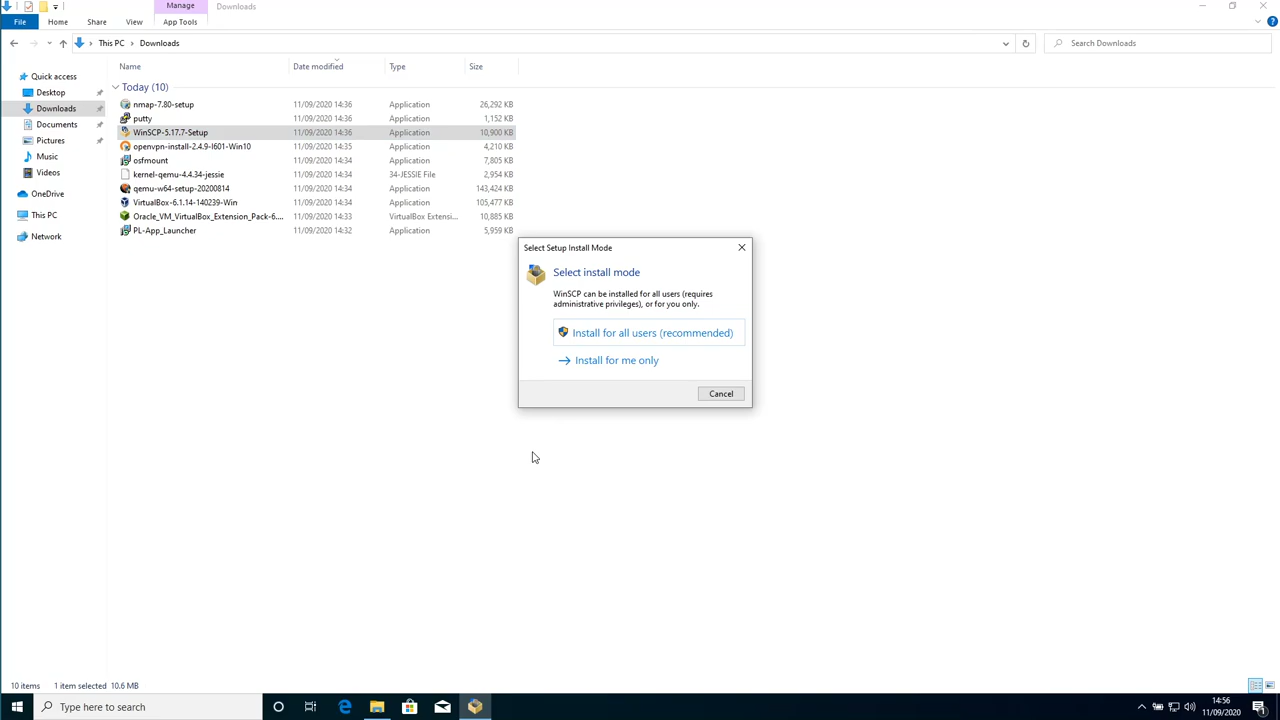 Manage
Downloads
File
Home
Share
View
App Tools
This PC
Downloads
Search Downloads
Name
Date modified
Type
Size
Quick access
Desktop
Downloads
Documents
Pictures
Music
Videos
OneDrive
This PC
Network
Today (10)
nmap-7.80-setup 11/09/2020 14:36 Application 26,292 KB
putty 11/09/2020 14:36 Application 1,152 KB
WinSCP-5.17.7-Setup 11/09/2020 14:36 Application 10,900 KB
openvpn-install-2.4.9-I601-Win10 11/09/2020 14:35 Application 4,210 KB
osfmount 11/09/2020 14:34 Application 7,805 KB
kernel-qemu-4.4.34-jessie 11/09/2020 14:34 34-JESSIE File 2,954 KB
qemu-w64-setup-20200814 11/09/2020 14:34 Application 143,424 KB
VirtualBox-6.1.14-140239-Win 11/09/2020 14:34 Application 105,477 KB
Oracle_VM_VirtualBox_Extension_Pack-6.... 11/09/2020 14:33 VirtualBox Extensi... 10,885 KB
PL-App_Launcher 11/09/2020 14:32 Application 5,959 KB
Select Setup Install Mode
Select install mode
WinSCP can be installed for all users (requires
administrative privileges), or for you only.
Install for all users (recommended)
Install for me only
Cancel
10 items
1 item selected 10.6 MB
Type here to search
14:56
11/09/2020
1